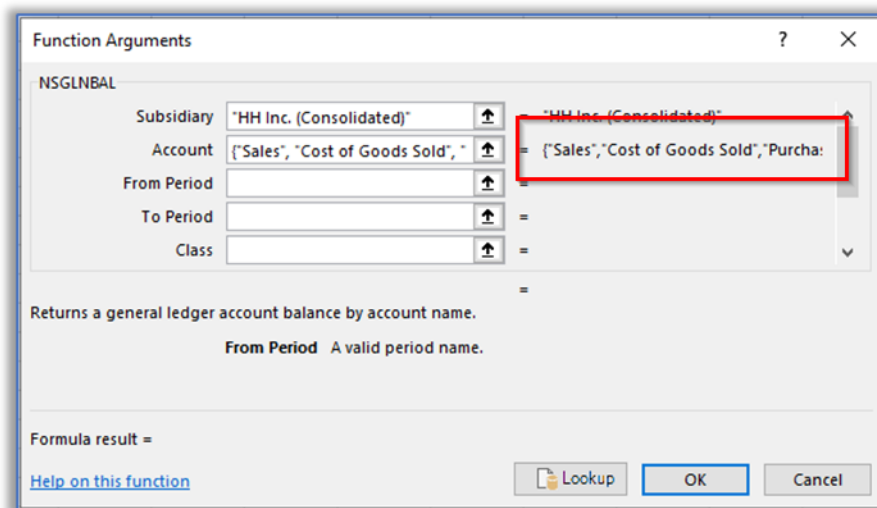 Function Arguments ? ×
NSGLNBAL
Subsidiary "HH Inc. (Consolidated)" = "HH Inc. (Consolidated)"
Account {"Sales", "Cost of Goods Sold", " = {"Sales","Cost of Goods Sold","Purcha
From Period =
To Period =
Class =
=
Returns a general ledger account balance by account name.
From Period A valid period name.
Formula result =
Help on this function Lookup OK Cancel